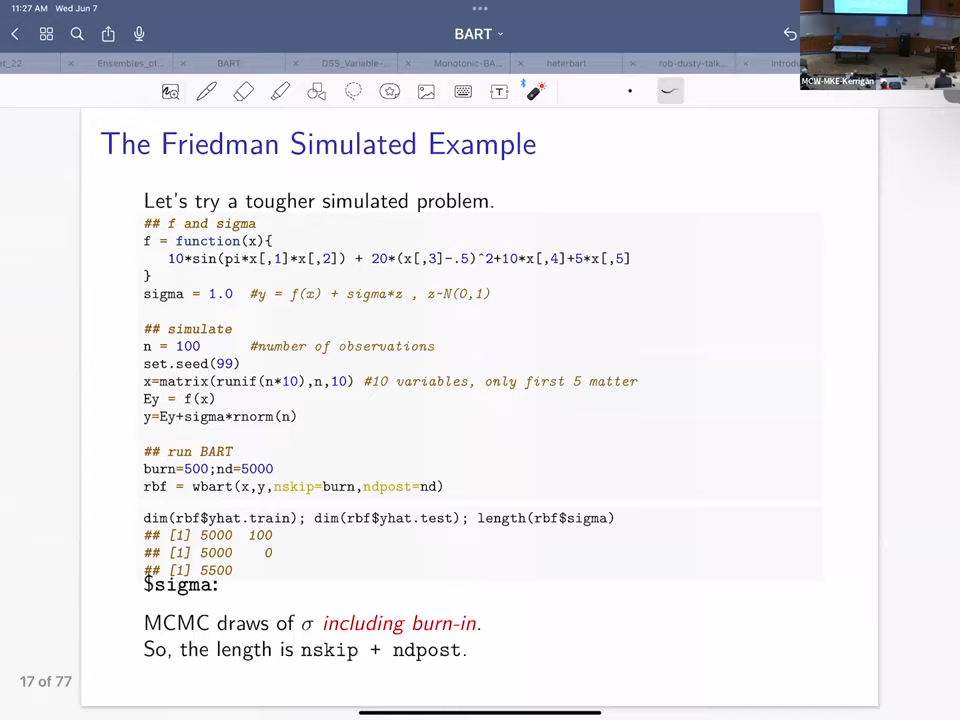 11:27 AM Wed Jun 7
BART
at_22
Ensembles_of...
BART
DSS_Variable-...
Monotonic-BA...
heterbart
rob-dusty-talk...
MCW-MKE-Kerrigan
The Friedman Simulated Example
Let's try a tougher simulated problem.
## f and sigma
f = function(x){
10*sin(pi*x[,1]*x[,2]) + 20*(x[,3]-.5)^2+10*x[,4]+5*x[,5]
}
sigma = 1.0 #y = f(x) + sigma*z , z~N(0,1)
## simulate
n = 100 #number of observations
set.seed(99)
x=matrix(runif(n*10),n,10) #10 variables, only first 5 matter
Ey = f(x)
y=Ey+sigma*rnorm(n)
## run BART
burn=500;nd=5000
rbf = wbart(x,y,nskip=burn,ndpost=nd)
dim(rbf$yhat.train); dim(rbf$yhat.test); length(rbf$sigma)
## [1] 5000 100
## [1] 5000 0
## [1] 5500
$sigma:
MCMC draws of σ including burn-in.
So, the length is nskip + ndpost.
17 of 77